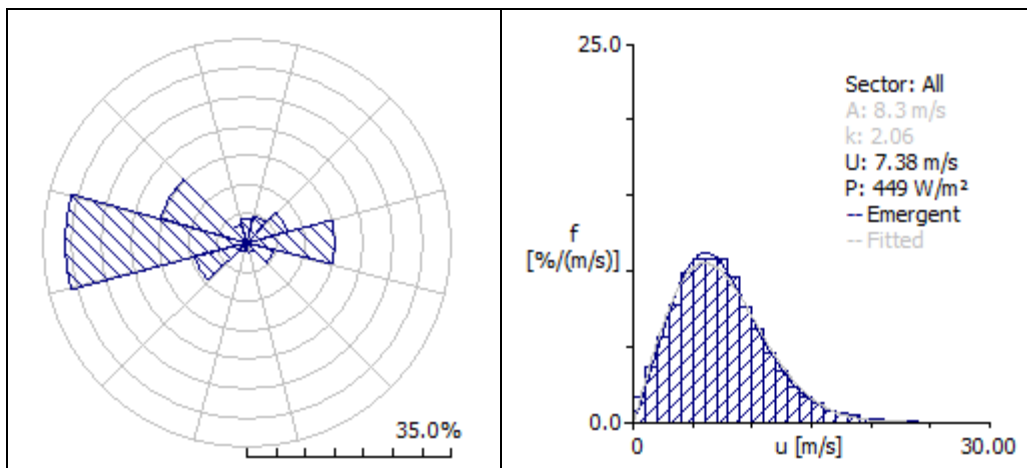 35.0%
25.0
Sector: All
A: 8.3 m/s
k: 2.06
U: 7.38 m/s
P: 449 W/m²
-- Emergent
-- Fitted
f
[%/(m/s)]
0.0
0
u [m/s]
30.00